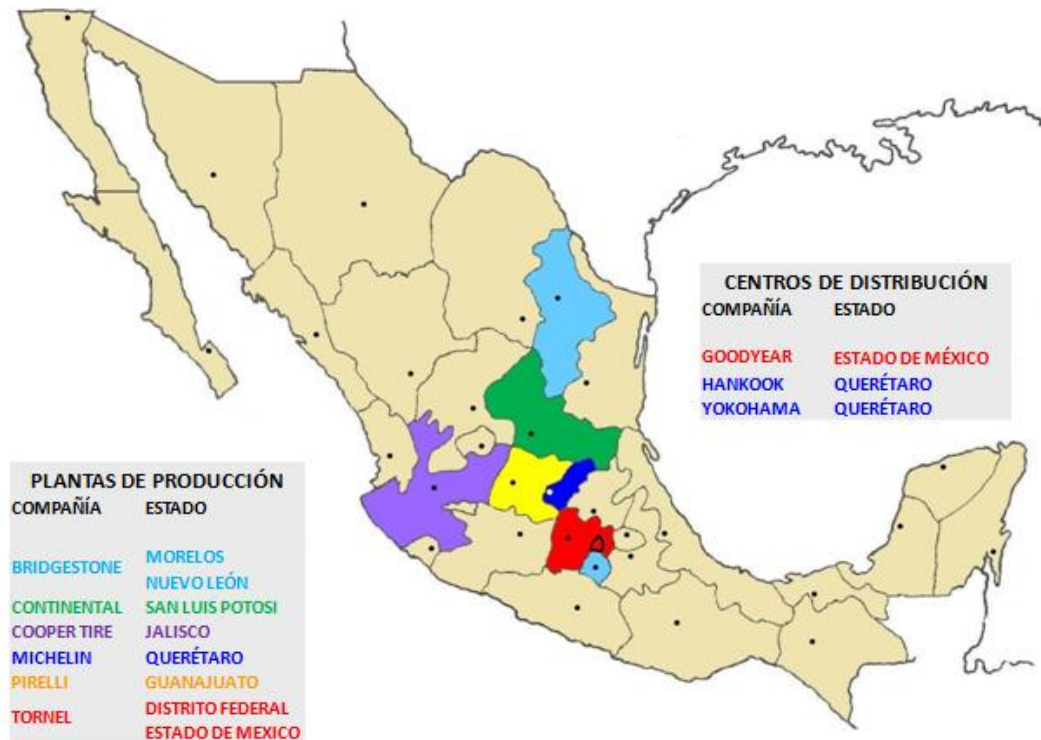 CENTROS DE DISTRIBUCIÓN
COMPAÑÍA ESTADO
GOODYEAR ESTADO DE MÉXICO
HANKOOK QUERÉTARO
YOKOHAMA QUERÉTARO
PLANTAS DE PRODUCCIÓN
COMPAÑÍA ESTADO
BRIDGESTONE MORELOS
NUEVO LEÓN
CONTINENTAL SAN LUIS POTOSI
COOPER TIRE JALISCO
MICHELIN QUERÉTARO
PIRELLI GUANAJUATO
TORNEL DISTRITO FEDERAL
ESTADO DE MEXICO